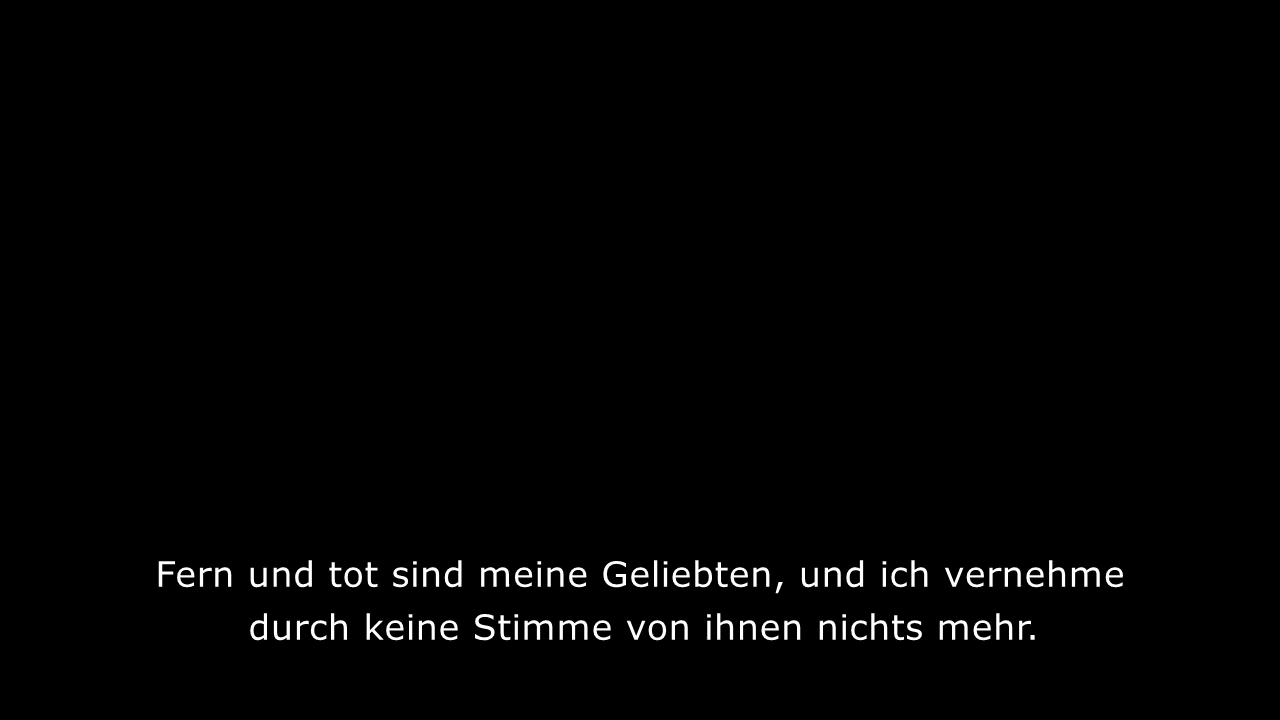 Fern und tot sind meine Geliebten, und ich vernehme
durch keine Stimme von ihnen nichts mehr.